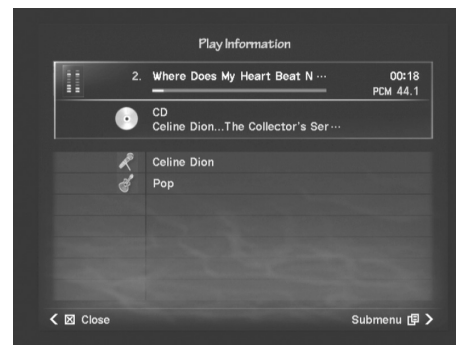 Play Information
2. Where Does My Heart Beat N ··· 00:18
PCM 44.1
CD
Celine Dion...The Collector's Ser ···
Celine Dion
Pop
Close Submenu